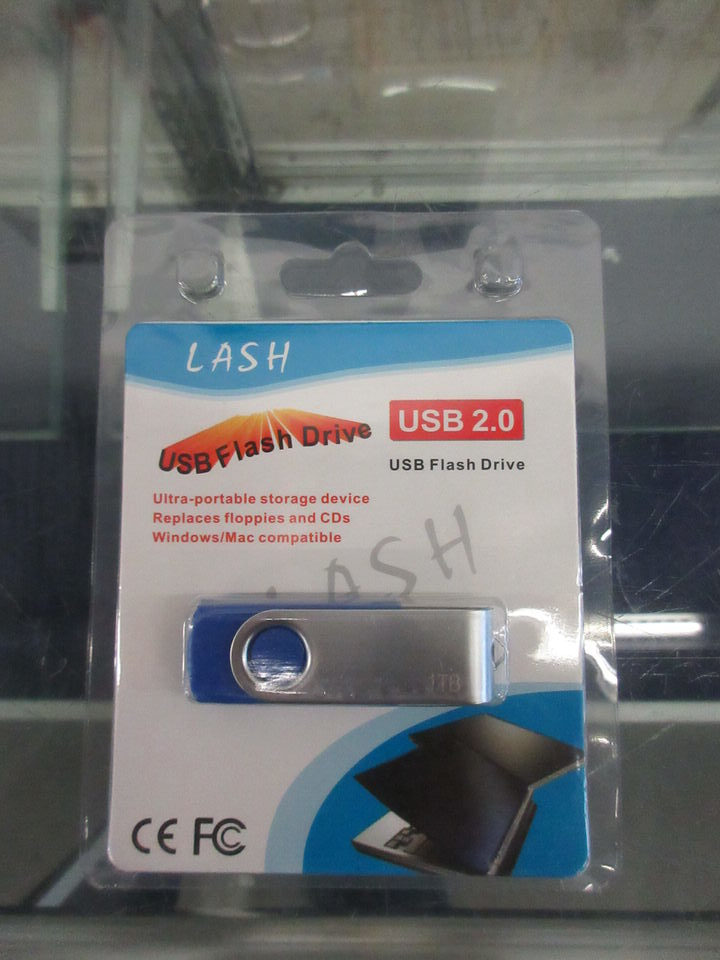 LASH
USB Flash Drive
USB 2.0
USB Flash Drive
Ultra-portable storage device
Replaces floppies and CDs
Windows/Mac compatible
LASH
1TB
CE FC